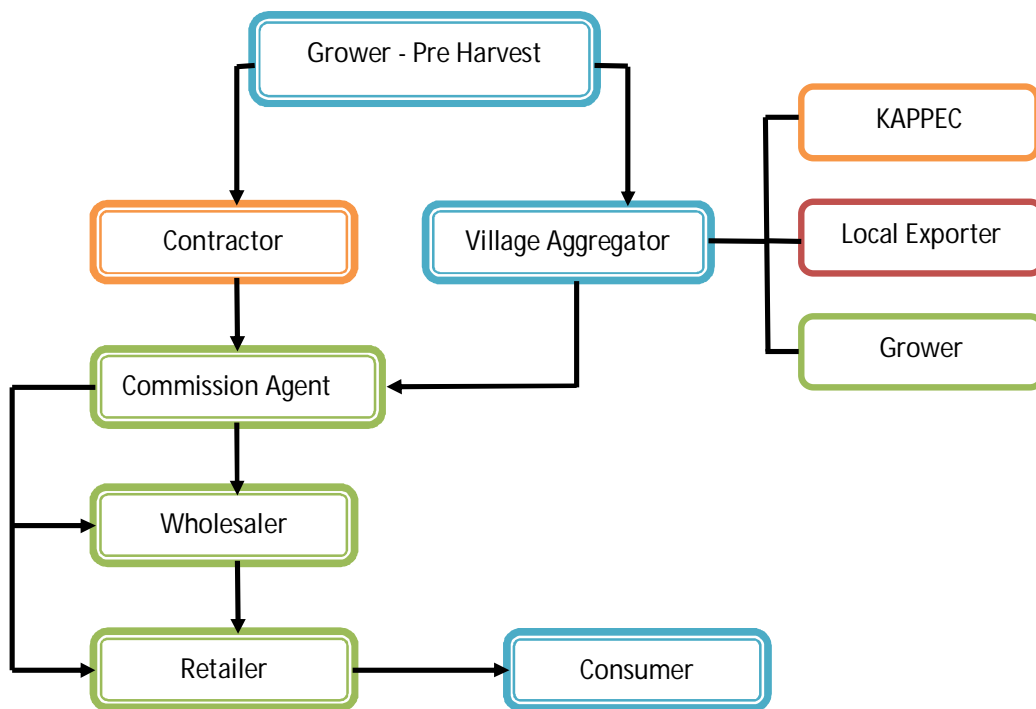 Grower - Pre Harvest
KAPPEC
Contractor
Village Aggregator
Local Exporter
Grower
Commission Agent
Wholesaler
Retailer
Consumer